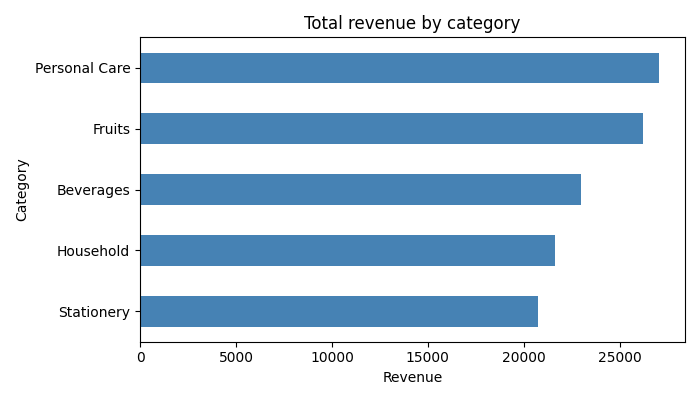 Total revenue by category
Personal Care
Fruits
Beverages
Household
Stationery
Category
0 5000 10000 15000 20000 25000
Revenue